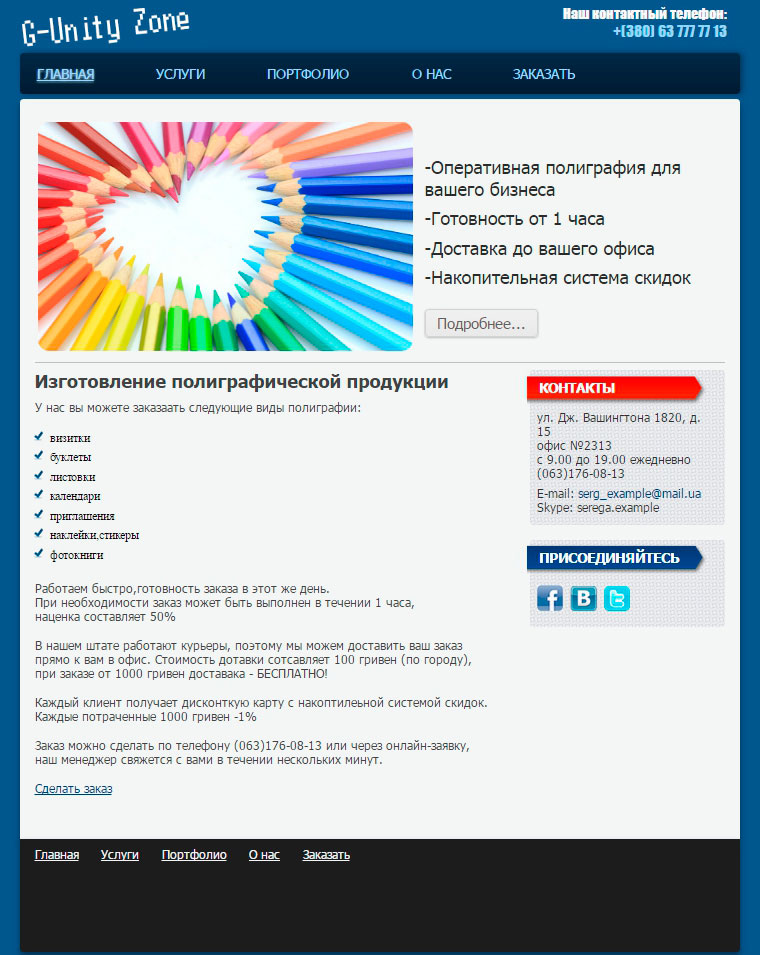 G-Unity Zone
Наш контактный телефон:
+(380) 63 777 77 13
ГЛАВНАЯ УСЛУГИ ПОРТФОЛИО О НАС ЗАКАЗАТЬ
-Оперативная полиграфия для
вашего бизнеса
-Готовность от 1 часа
-Доставка до вашего офиса
-Накопительная система скидок
Подробнее...
Изготовление полиграфической продукции
У нас вы можете заказаать следующие виды полиграфии:
визитки
буклеты
листовки
календари
приглашения
наклейки,стикеры
фотокниги
Работаем быстро,готовность заказа в этот же день.
При необходимости заказ может быть выполнен в течении 1 часа,
наценка составляет 50%
В нашем штате работают курьеры, поэтому мы можем доставить ваш заказ
прямо к вам в офис. Стоимость дотавки сотсавляет 100 гривен (по городу),
при заказе от 1000 гривен доставака - БЕСПЛАТНО!
Каждый клиент получает дисконткую карту с накоптилеьной системой скидок.
Каждые потраченные 1000 гривен -1%
Заказ можно сделать по телефону (063)176-08-13 или через онлайн-заявку,
наш менеджер свяжется с вами в течении нескольких минут.
Сделать заказ
КОНТАКТЫ
ул. Дж. Вашингтона 1820, д.
15
офис №2313
с 9.00 до 19.00 ежедневно
(063)176-08-13
E-mail: serg_example@mail.ua
Skype: serega.example
ПРИСОЕДИНЯЙТЕСЬ
f В t
Главная Услуги Портфолио О нас Заказать